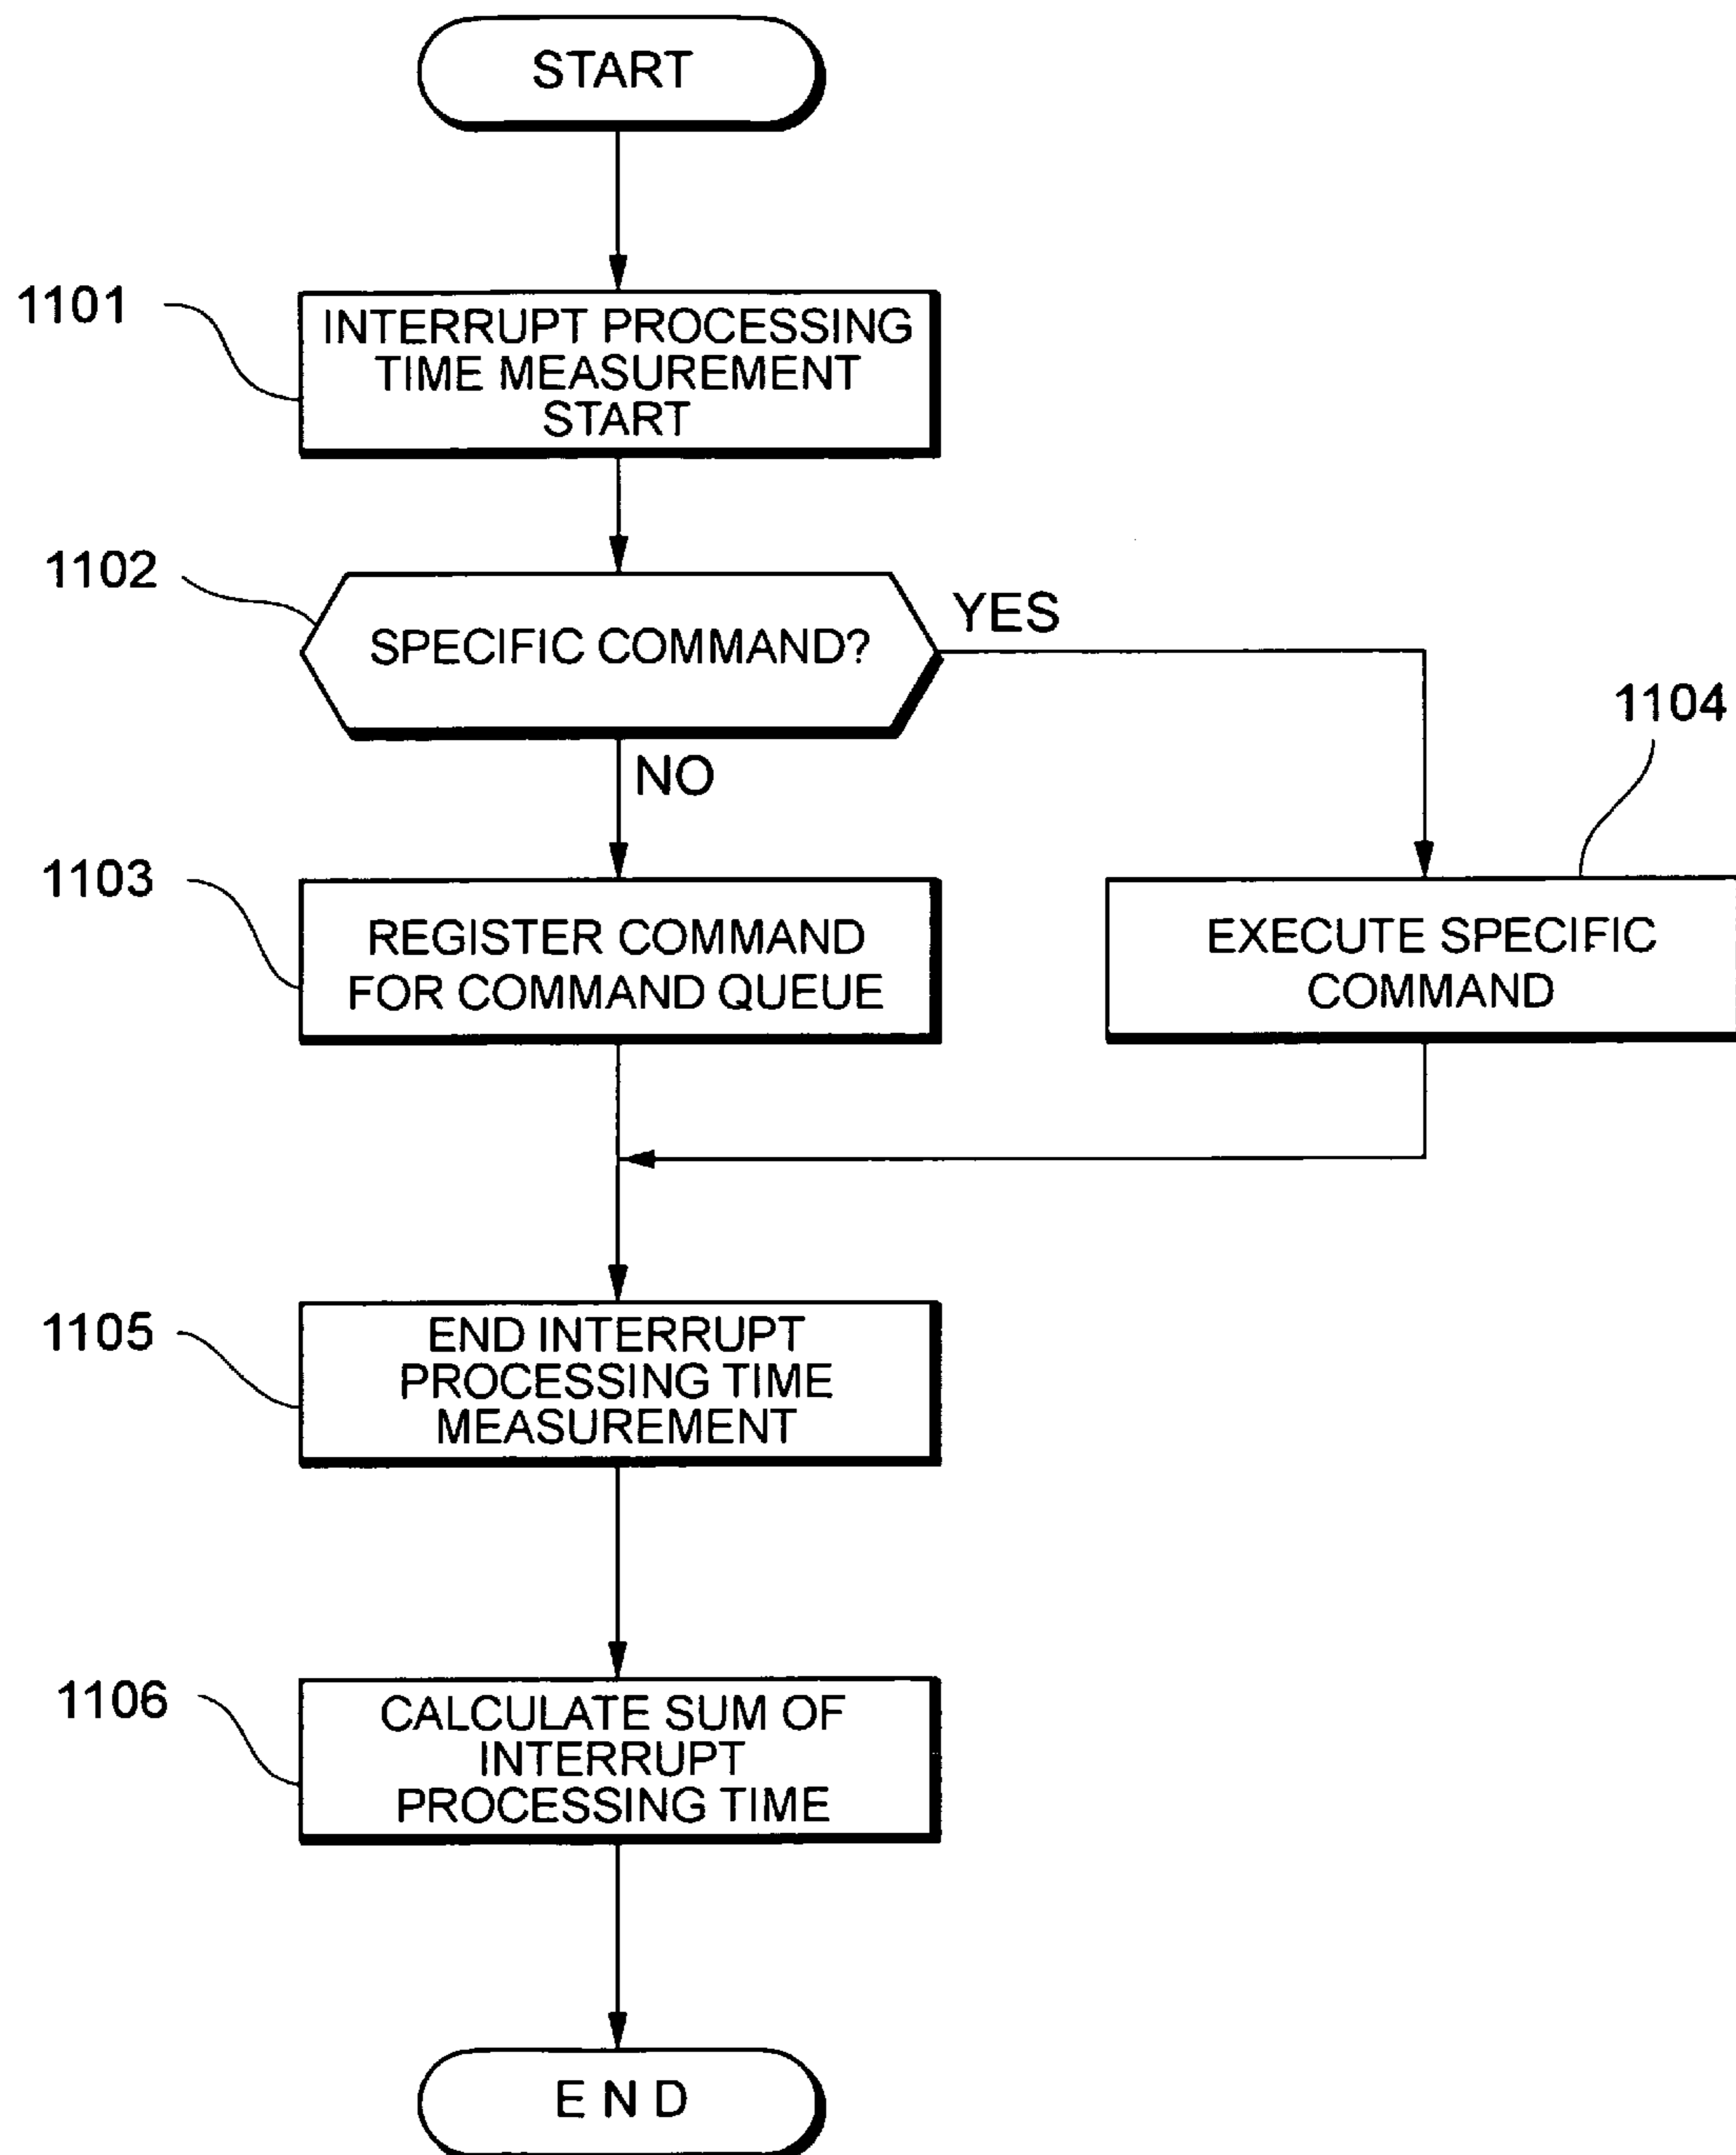 START
1101
INTERRUPT PROCESSING
TIME MEASUREMENT
START
1102
SPECIFIC COMMAND?
YES
NO
1104
1103
REGISTER COMMAND
FOR COMMAND QUEUE
EXECUTE SPECIFIC
COMMAND
1105
END INTERRUPT
PROCESSING TIME
MEASUREMENT
1106
CALCULATE SUM OF
INTERRUPT
PROCESSING TIME
END